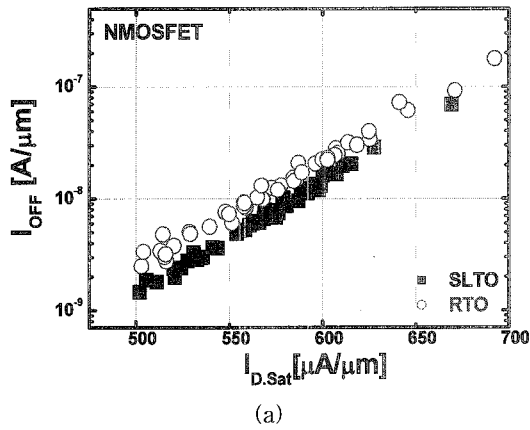 NMOSFET
10⁻⁷
10⁻⁸
10⁻⁹
I_OFF [A/μm]
SLTO
RTO
500 550 600 650 700
I_D.Sat [μA/μm]
(a)